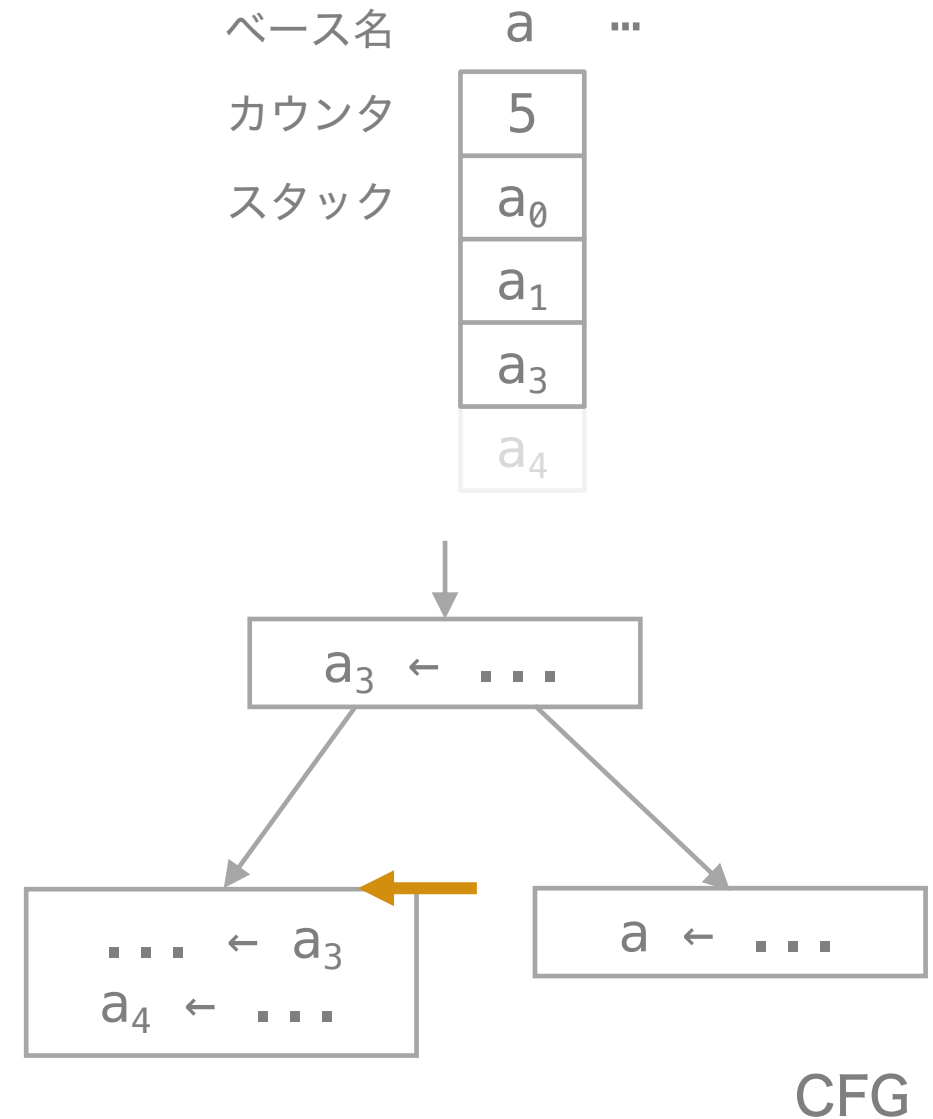 ベース名 a …
カウンタ 5
スタック a₀
a₁
a₃
a₄
a₃ ← ...
... ← a₃
a₄ ← ...
a ← ...
CFG